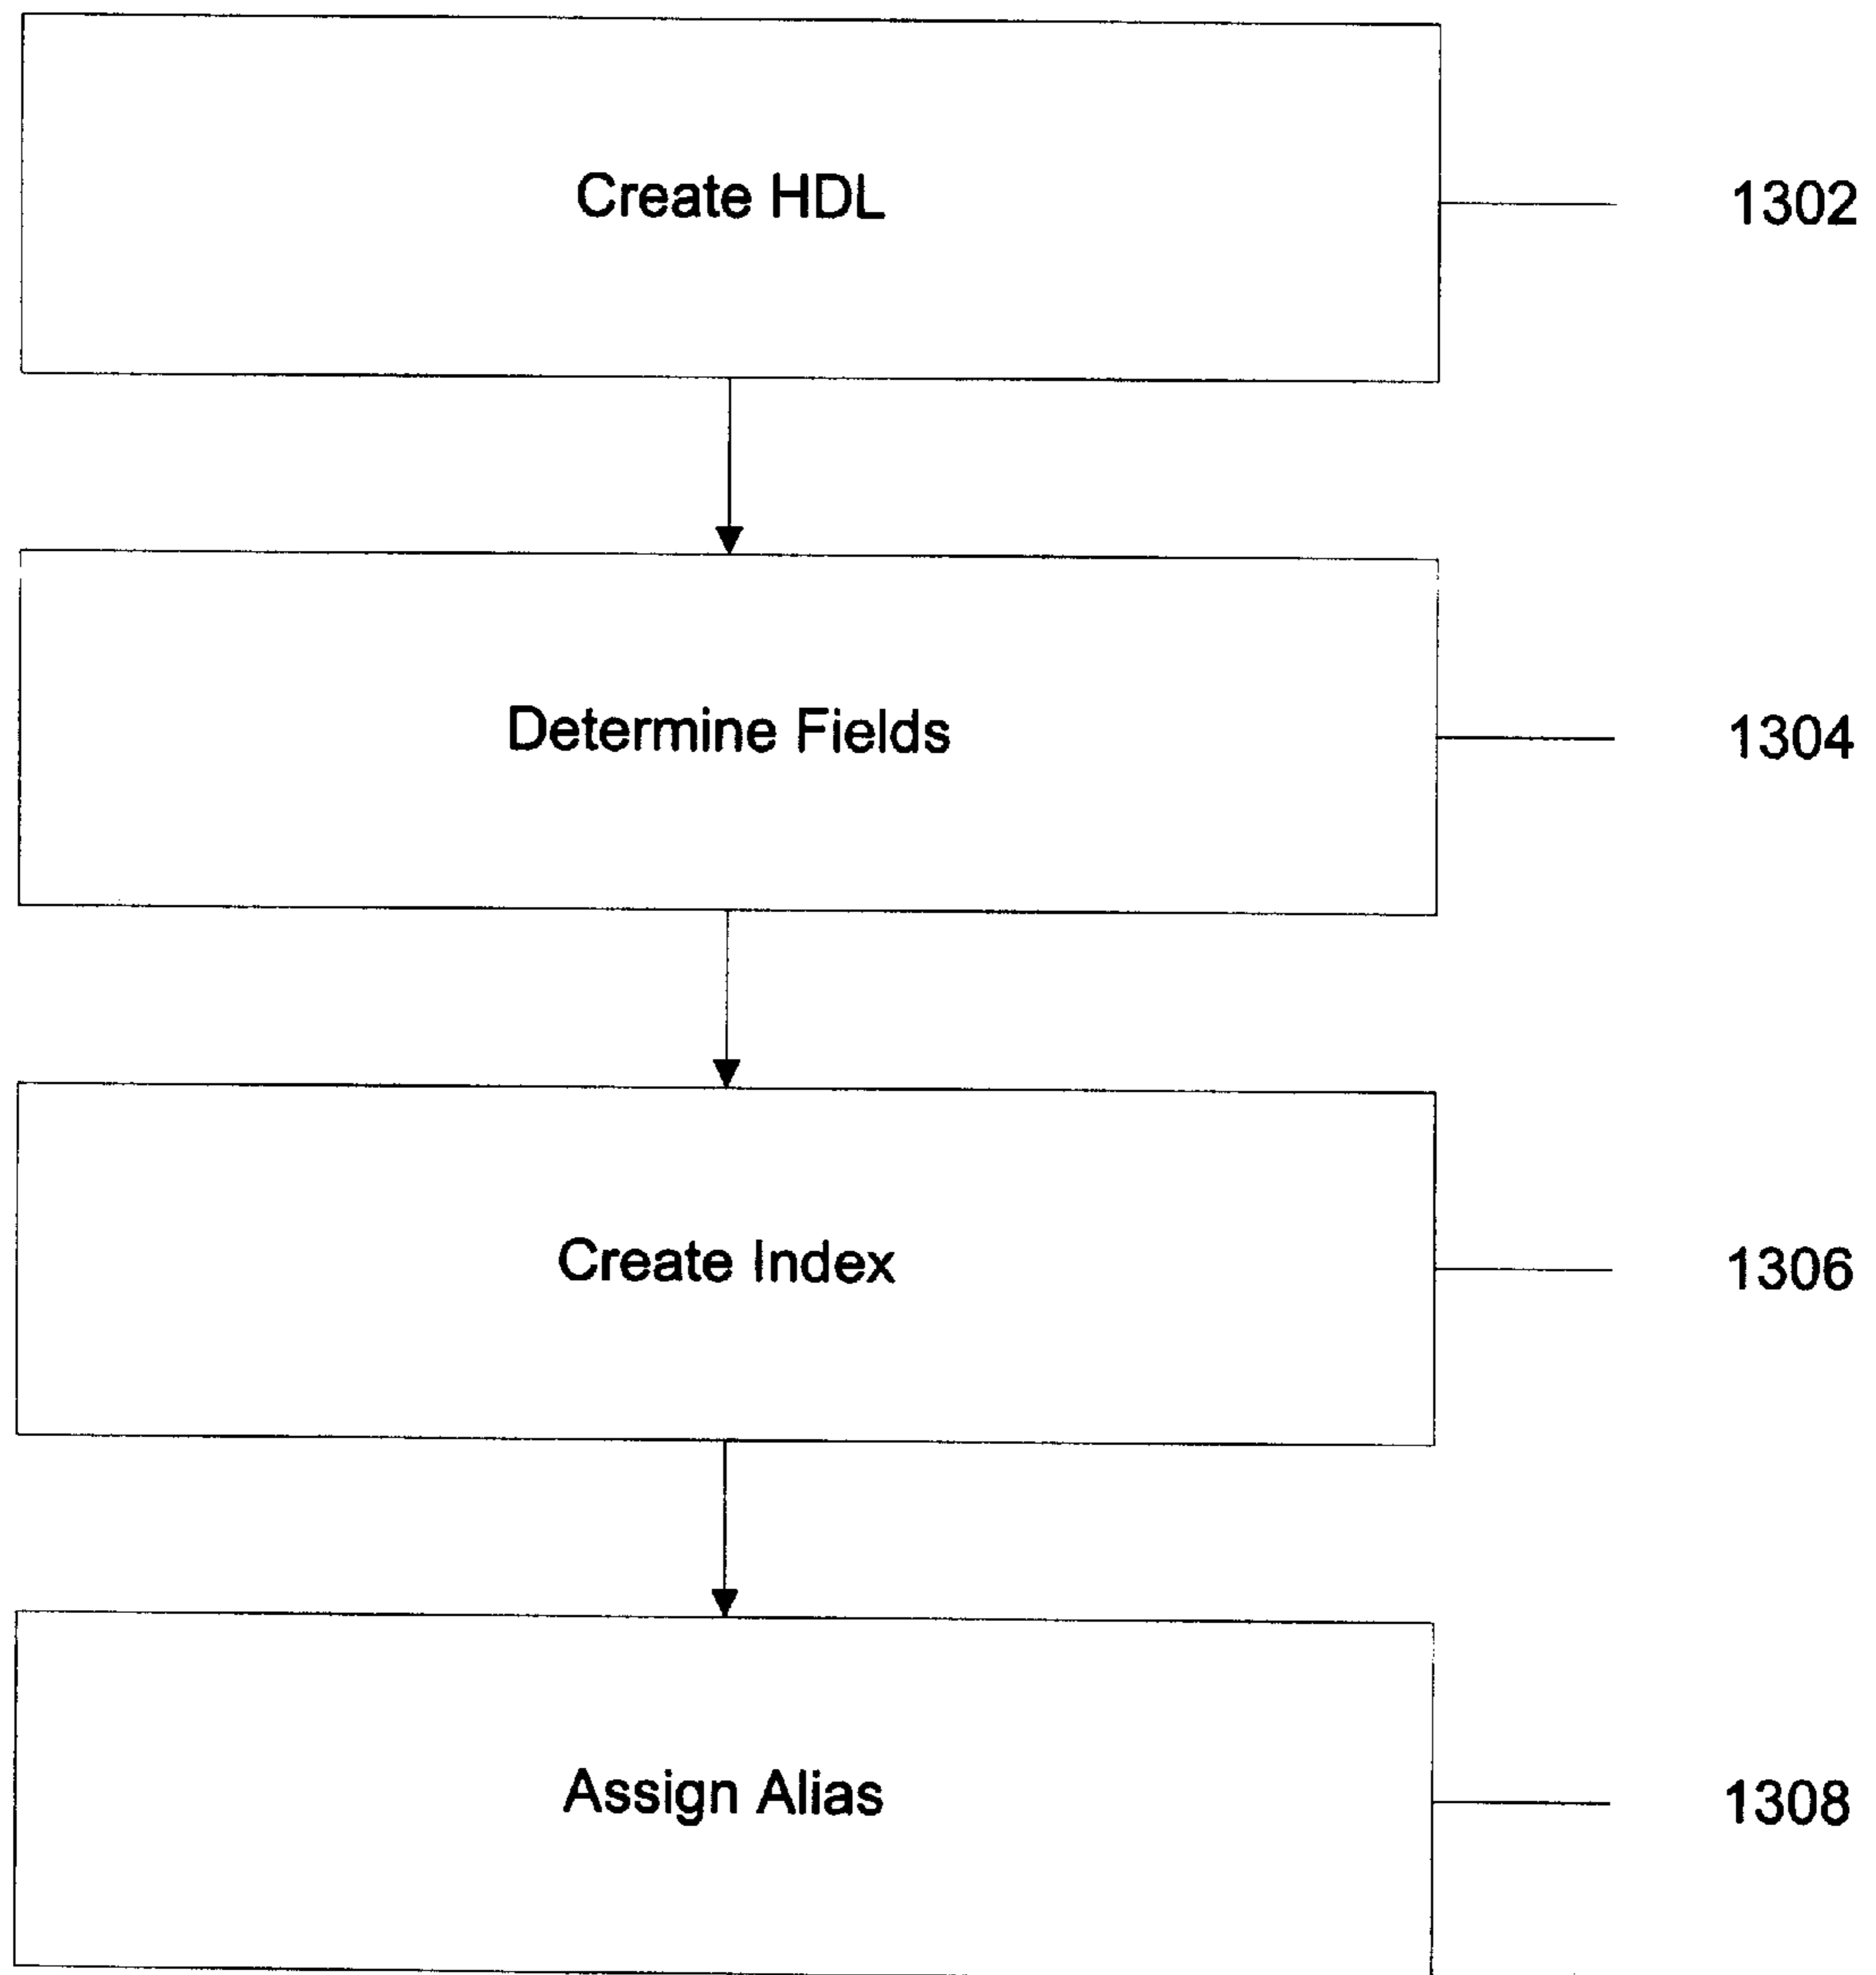 Create HDL
1302
Determine Fields
1304
Create Index
1306
Assign Alias
1308